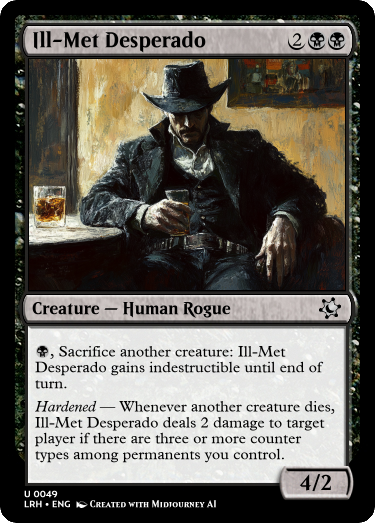 Ill-Met Desperado 2
Creature — Human Rogue
, Sacrifice another creature: Ill-Met
Desperado gains indestructible until end of
turn.
Hardened — Whenever another creature dies,
Ill-Met Desperado deals 2 damage to target
player if there are three or more counter
types among permanents you control.
4/2
U 0049
LRH • ENG Created with Midjourney AI